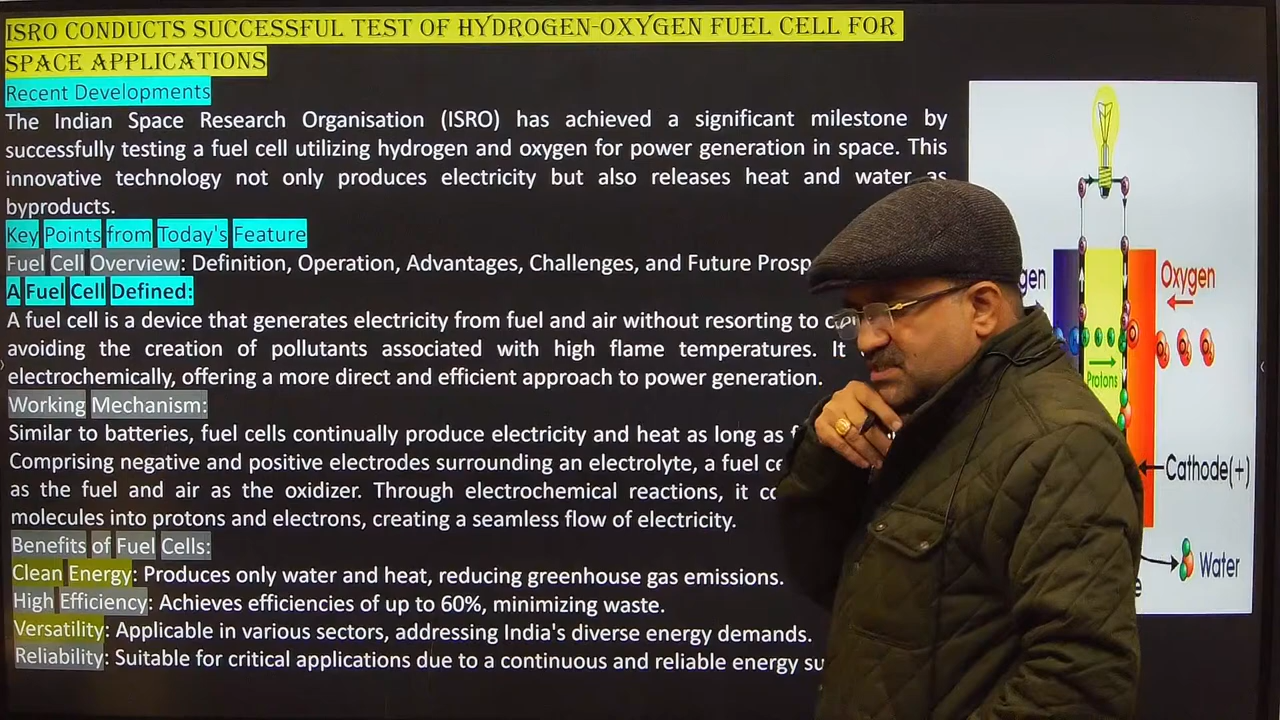 ISRO CONDUCTS SUCCESSFUL TEST OF HYDROGEN-OXYGEN FUEL CELL FOR
SPACE APPLICATIONS
Recent Developments
The Indian Space Research Organisation (ISRO) has achieved a significant milestone by
successfully testing a fuel cell utilizing hydrogen and oxygen for power generation in space. This
innovative technology not only produces electricity but also releases heat and water as
byproducts.
Key Points from Today's Feature
Fuel Cell Overview: Definition, Operation, Advantages, Challenges, and Future
A Fuel Cell Defined:
A fuel cell is a device that generates electricity from fuel and air without resorting to
avoiding the creation of pollutants associated with high flame temperatures. It
electrochemically, offering a more direct and efficient approach to power generation.
Working Mechanism:
Similar to batteries, fuel cells continually produce electricity and heat as long as
Comprising negative and positive electrodes surrounding an electrolyte, a fuel
as the fuel and air as the oxidizer. Through electrochemical reactions, it
molecules into protons and electrons, creating a seamless flow of electricity.
Benefits of Fuel Cells:
Clean Energy: Produces only water and heat, reducing greenhouse gas emissions.
High Efficiency: Achieves efficiencies of up to 60%, minimizing waste.
Versatility: Applicable in various sectors, addressing India's diverse energy demands.
Reliability: Suitable for critical applications due to a continuous and reliable energy
Oxygen
Protons
Cathode(+)
Water